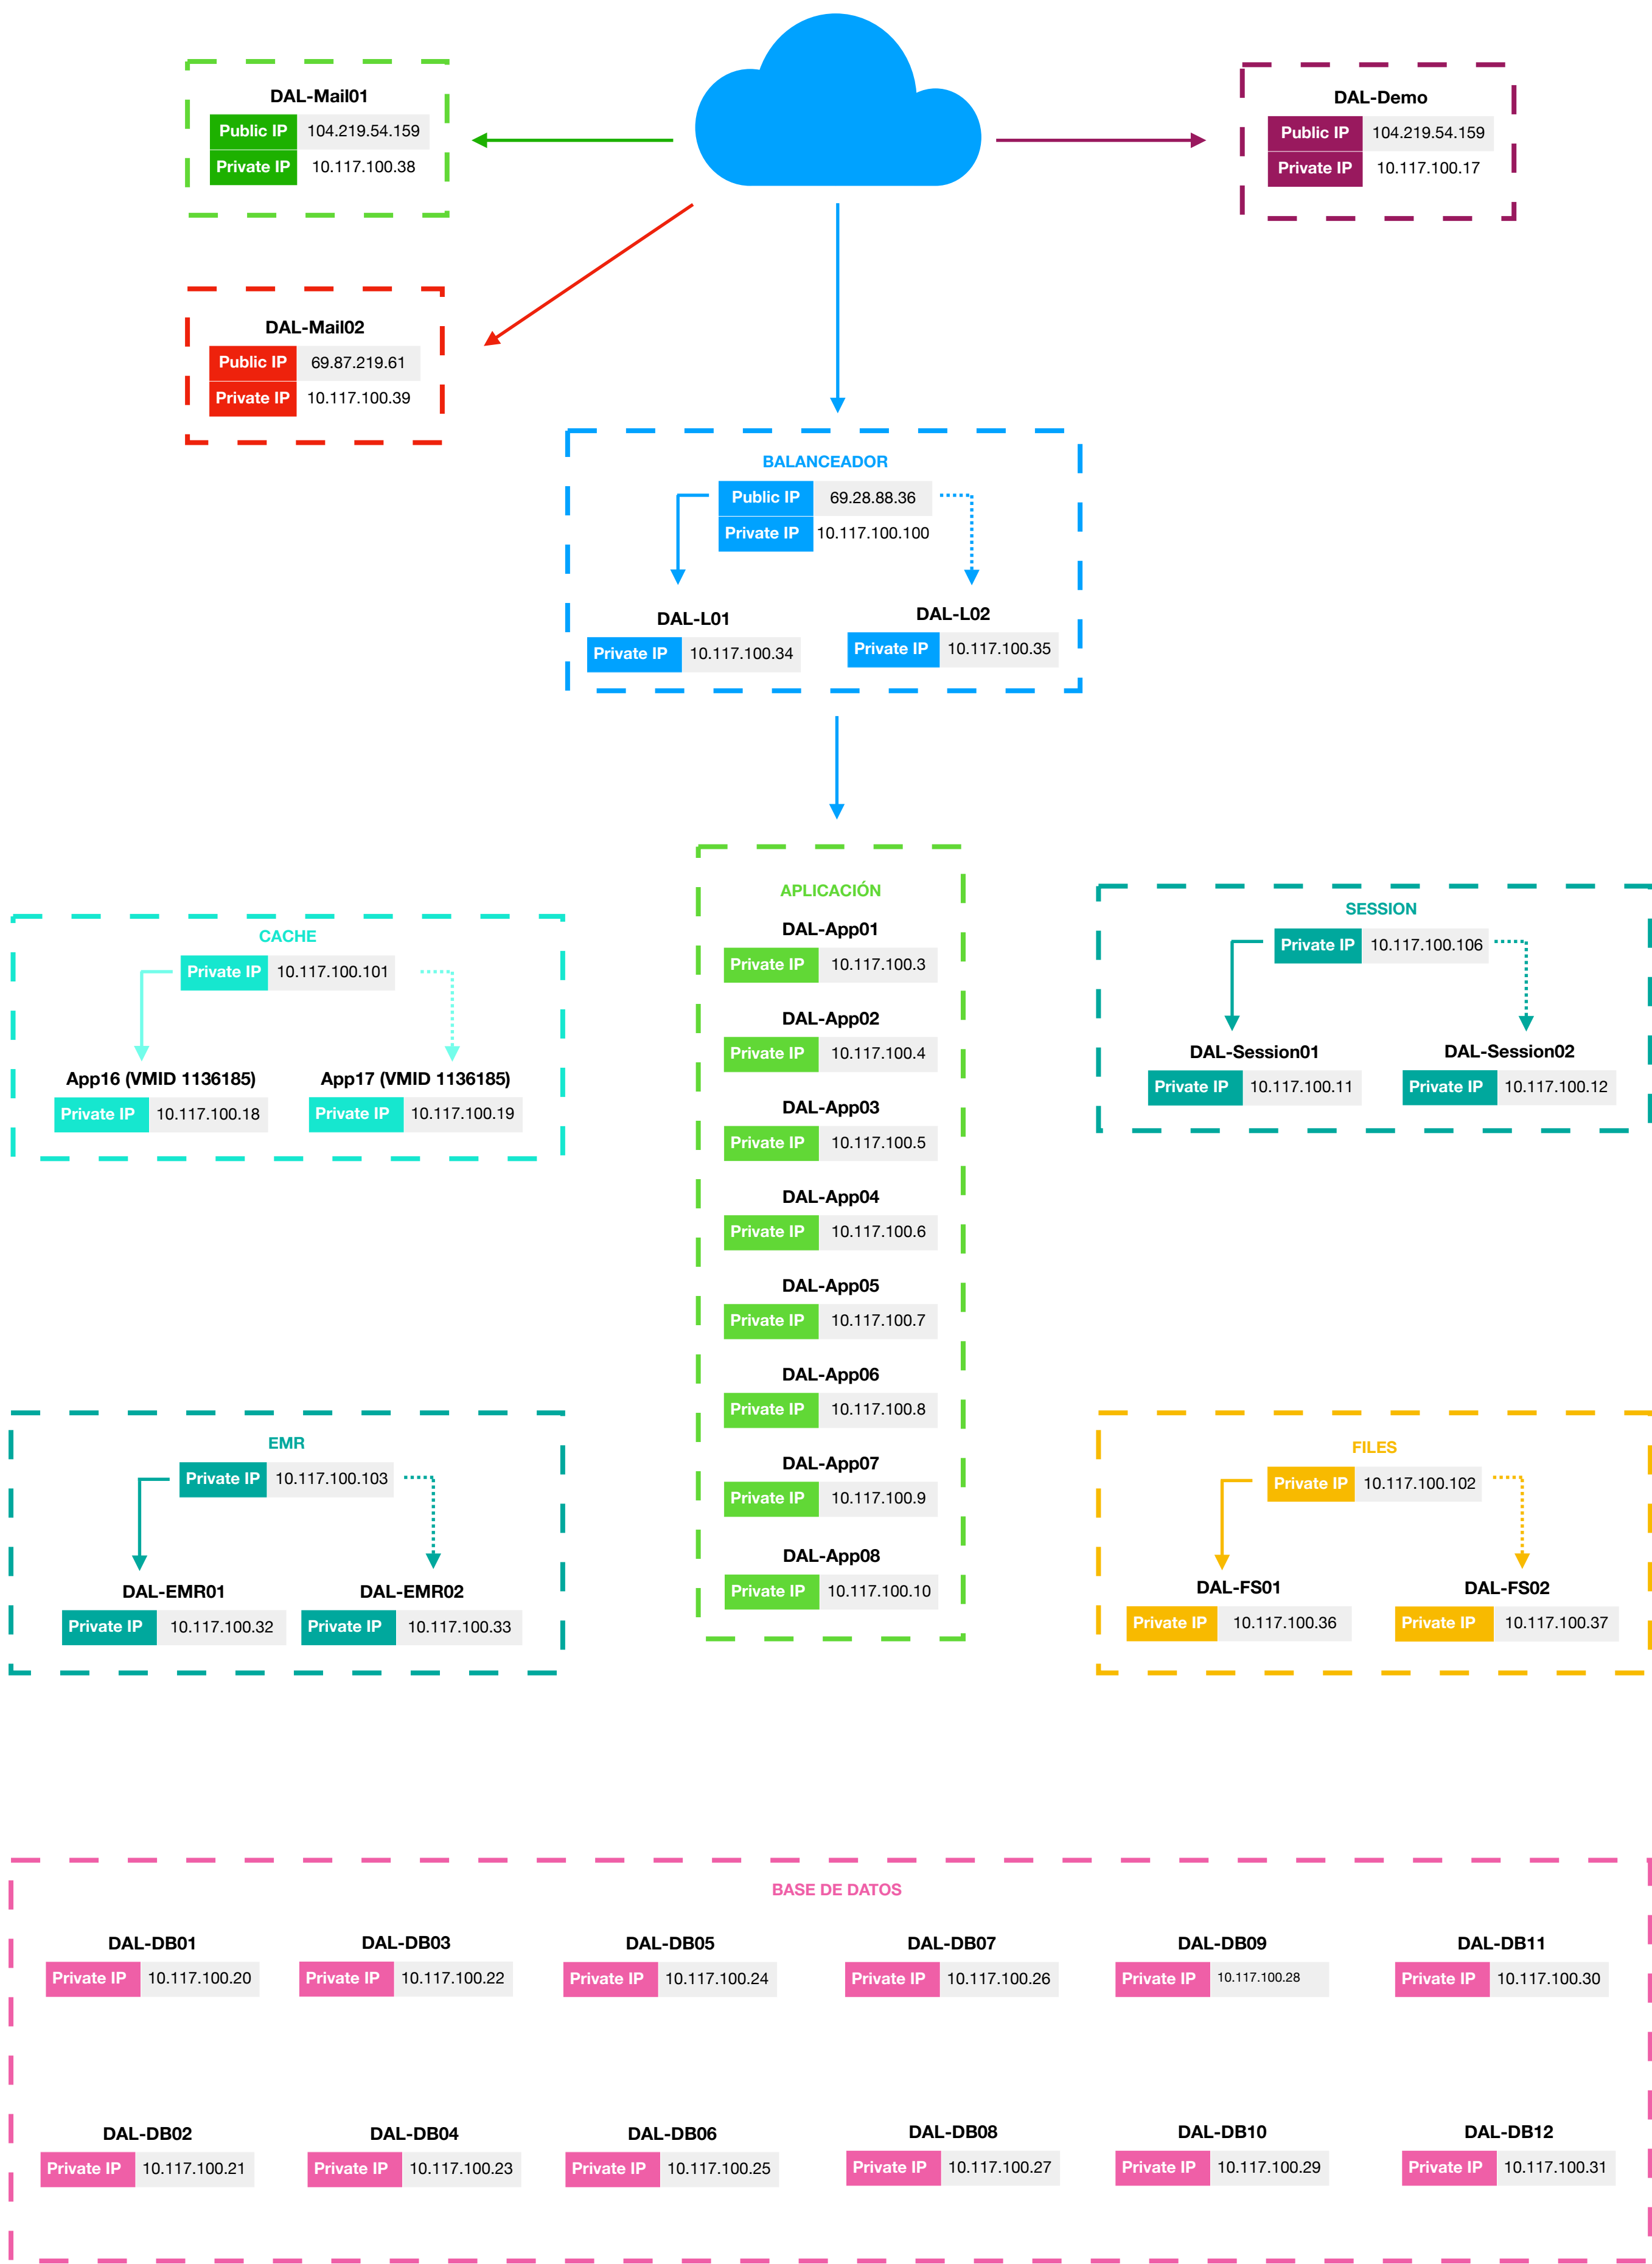 DAL-Mail01
Public IP 104.219.54.159
Private IP 10.117.100.38
DAL-Demo
Public IP 104.219.54.159
Private IP 10.117.100.17
DAL-Mail02
Public IP 69.87.219.61
Private IP 10.117.100.39
BALANCEADOR
Public IP 69.28.88.36
Private IP 10.117.100.100
DAL-L01
Private IP 10.117.100.34
DAL-L02
Private IP 10.117.100.35
CACHE
Private IP 10.117.100.101
App16 (VMID 1136185)
Private IP 10.117.100.18
App17 (VMID 1136185)
Private IP 10.117.100.19
APLICACIÓN
DAL-App01
Private IP 10.117.100.3
DAL-App02
Private IP 10.117.100.4
DAL-App03
Private IP 10.117.100.5
DAL-App04
Private IP 10.117.100.6
DAL-App05
Private IP 10.117.100.7
DAL-App06
Private IP 10.117.100.8
DAL-App07
Private IP 10.117.100.9
DAL-App08
Private IP 10.117.100.10
SESSION
Private IP 10.117.100.106
DAL-Session01
Private IP 10.117.100.11
DAL-Session02
Private IP 10.117.100.12
EMR
Private IP 10.117.100.103
DAL-EMR01
Private IP 10.117.100.32
DAL-EMR02
Private IP 10.117.100.33
FILES
Private IP 10.117.100.102
DAL-FS01
Private IP 10.117.100.36
DAL-FS02
Private IP 10.117.100.37
BASE DE DATOS
DAL-DB01
Private IP 10.117.100.20
DAL-DB03
Private IP 10.117.100.22
DAL-DB05
Private IP 10.117.100.24
DAL-DB07
Private IP 10.117.100.26
DAL-DB09
Private IP 10.117.100.28
DAL-DB11
Private IP 10.117.100.30
DAL-DB02
Private IP 10.117.100.21
DAL-DB04
Private IP 10.117.100.23
DAL-DB06
Private IP 10.117.100.25
DAL-DB08
Private IP 10.117.100.27
DAL-DB10
Private IP 10.117.100.29
DAL-DB12
Private IP 10.117.100.31